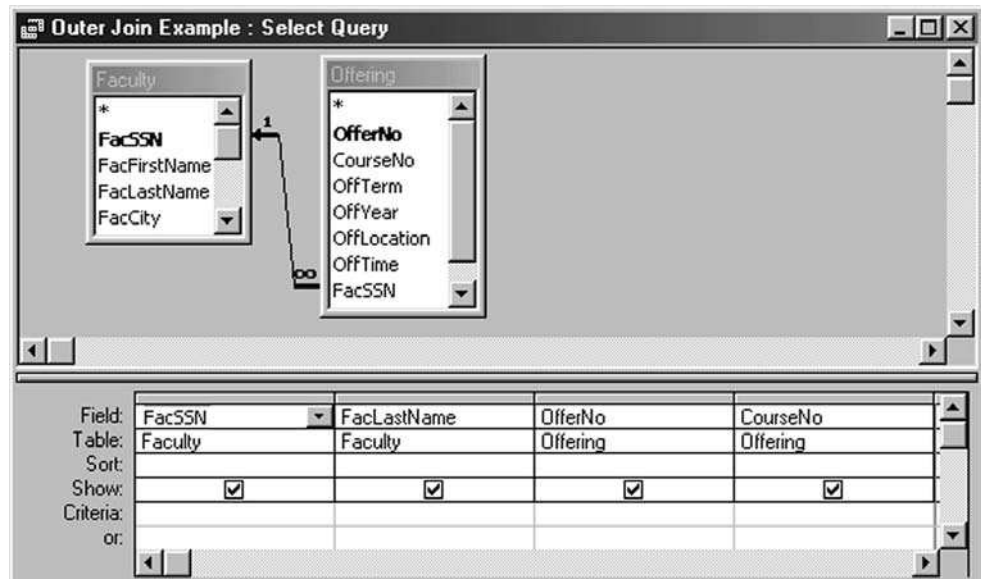 Outer Join Example : Select Query
Faculty
*
FacSSN
FacFirstName
FacLastName
FacCity
1
∞
Offering
*
OfferNo
CourseNo
OffTerm
OffYear
OffLocation
OffTime
FacSSN
Field: FacSSN FacLastName OfferNo CourseNo
Table: Faculty Faculty Offering Offering
Sort:
Show:
Criteria:
or: